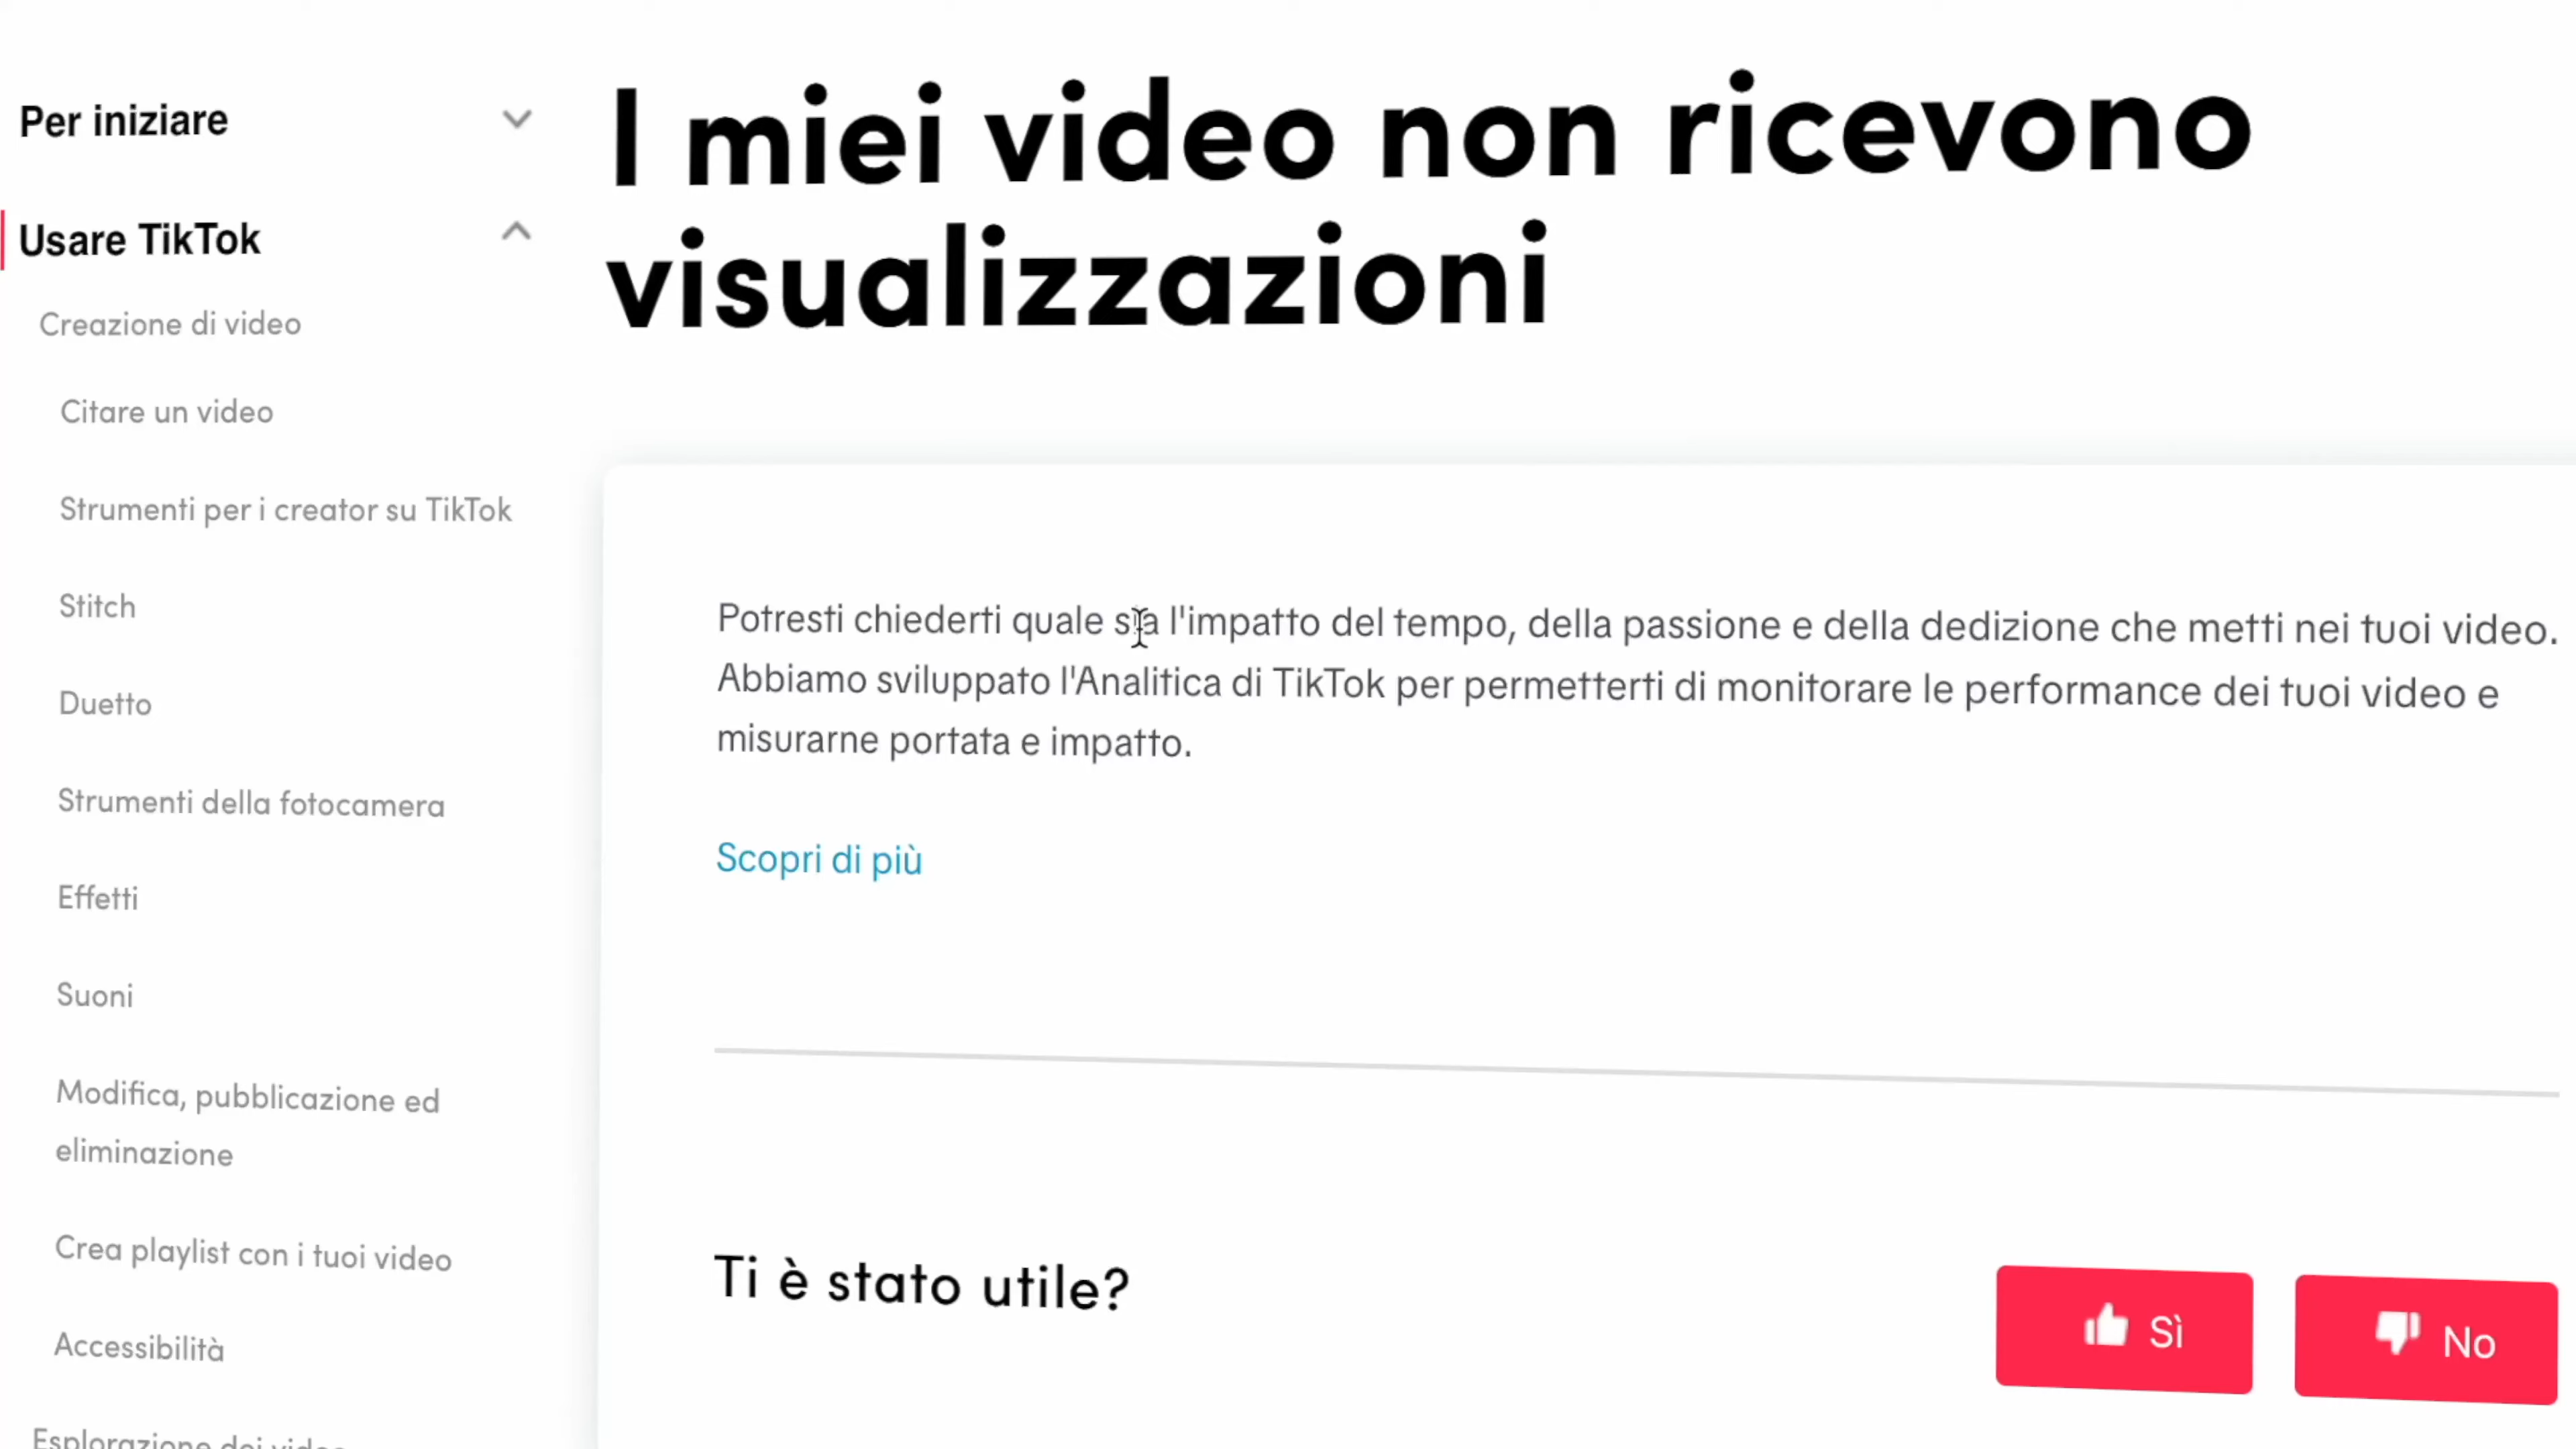 Per iniziare
Usare TikTok
Creazione di video
Citare un video
Strumenti per i creator su TikTok
Stitch
Duetto
Strumenti della fotocamera
Effetti
Suoni
Modifica, pubblicazione ed
eliminazione
Crea playlist con i tuoi video
Accessibilità
Esplorazione dei video
I miei video non ricevono
visualizzazioni
Potresti chiederti quale sia l'impatto del tempo, della passione e della dedizione che metti nei tuoi video.
Abbiamo sviluppato l'Analitica di TikTok per permetterti di monitorare le performance dei tuoi video e
misurarne portata e impatto.
Scopri di più
Ti è stato utile?
Sì
No